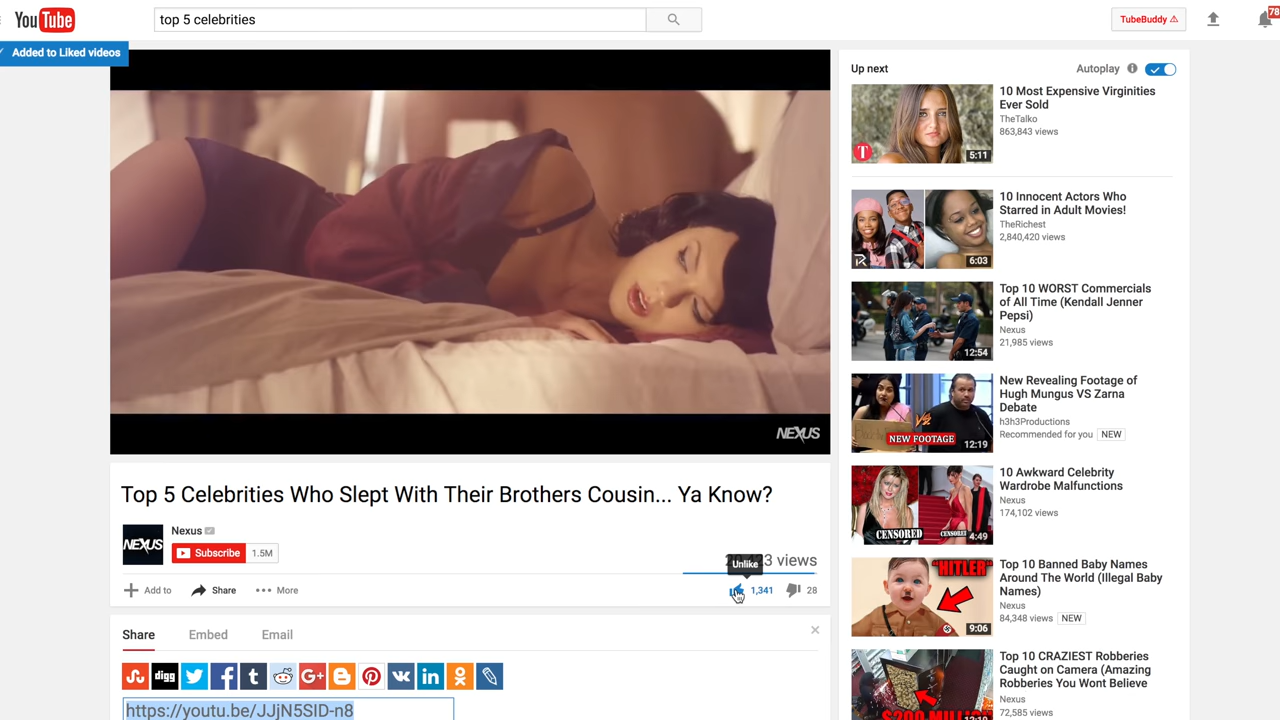 YouTube
top 5 celebrities
TubeBuddy
78
Added to Liked videos
NEXUS
Top 5 Celebrities Who Slept With Their Brothers Cousin... Ya Know?
NEXUS
Nexus
Subscribe 1.5M
3 views
Unlike
Add to Share More
1,341 28
Share Embed Email
digg
https://youtu.be/JJjN5SID-n8
Up next Autoplay
10 Most Expensive Virginities
Ever Sold
TheTalko
863,843 views
T
5:11
10 Innocent Actors Who
Starred in Adult Movies!
TheRichest
2,840,420 views
R
6:03
Top 10 WORST Commercials
of All Time (Kendall Jenner
Pepsi)
Nexus
21,985 views
12:54
New Revealing Footage of
Hugh Mungus VS Zarna
Debate
h3h3Productions
Recommended for you NEW
VS
NEW FOOTAGE
12:19
10 Awkward Celebrity
Wardrobe Malfunctions
Nexus
174,102 views
CENSORED CENSORED
4:49
Top 10 Banned Baby Names
Around The World (Illegal Baby
Names)
Nexus
84,348 views NEW
"HITLER"
9:06
Top 10 CRAZIEST Robberies
Caught on Camera (Amazing
Robberies You Wont Believe
Nexus
72,585 views